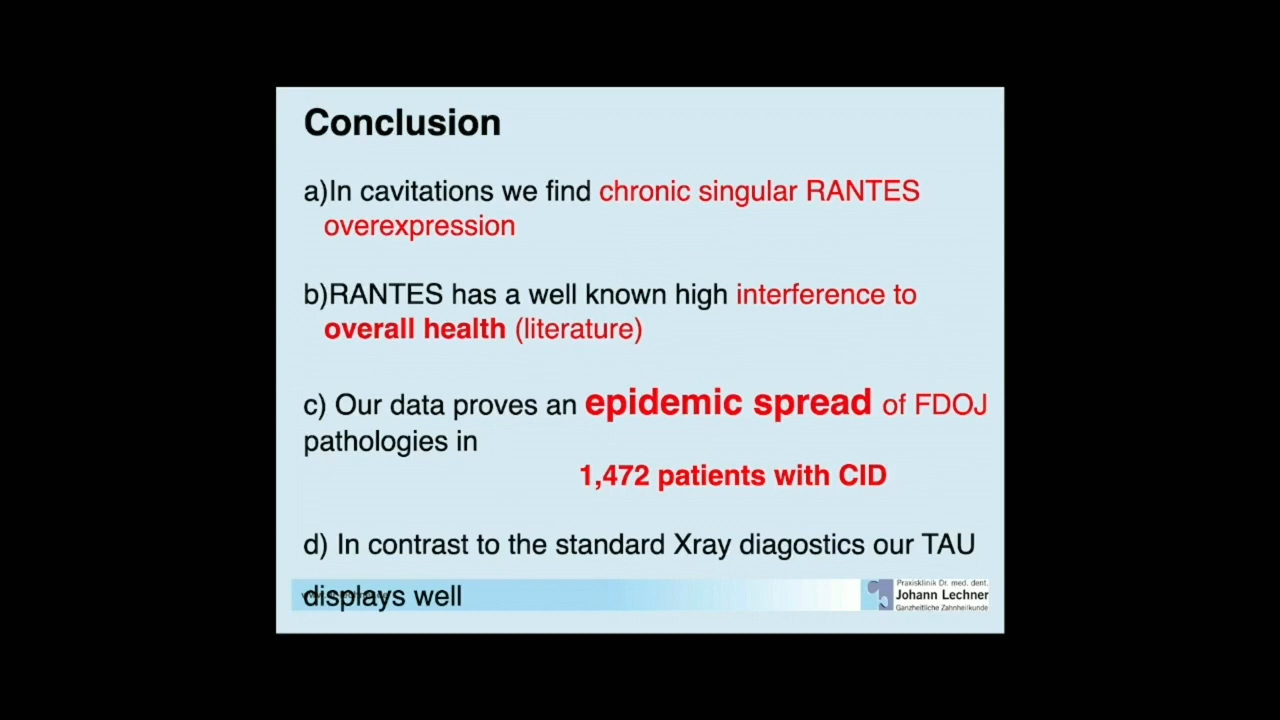 Conclusion
a)In cavitations we find chronic singular RANTES
overexpression
b)RANTES has a well known high interference to
overall health (literature)
c) Our data proves an epidemic spread of FDOJ
pathologies in
1,472 patients with CID
d) In contrast to the standard Xray diagostics our TAU
displays well
Praxisklinik Dr. med. dent.
Johann Lechner
Ganzheitliche Zahnheilkunde